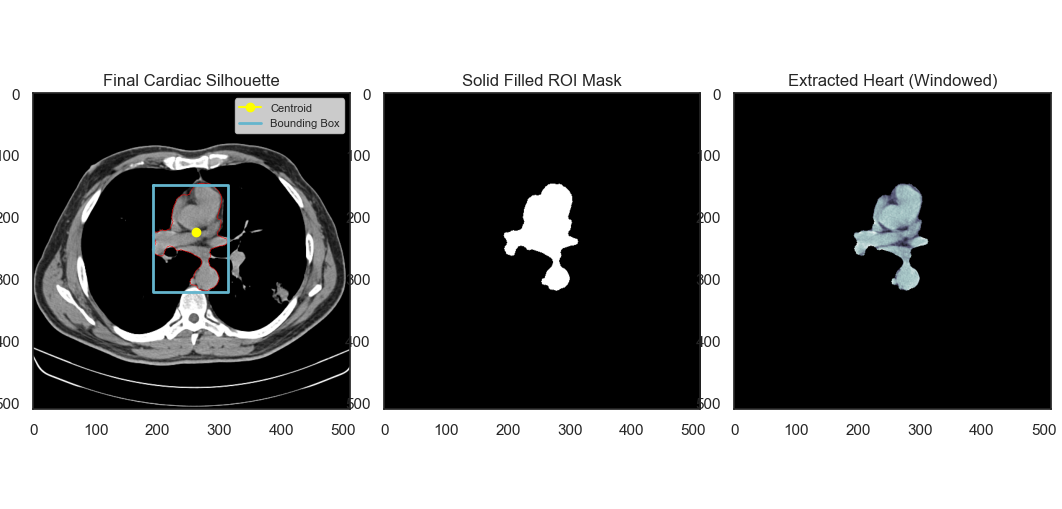 Final Cardiac Silhouette
Solid Filled ROI Mask
Extracted Heart (Windowed)
Centroid
Bounding Box
0
100
200
300
400
500
0 100 200 300 400 500
0
100
200
300
400
500
0 100 200 300 400 500
0
100
200
300
400
500
0 100 200 300 400 500